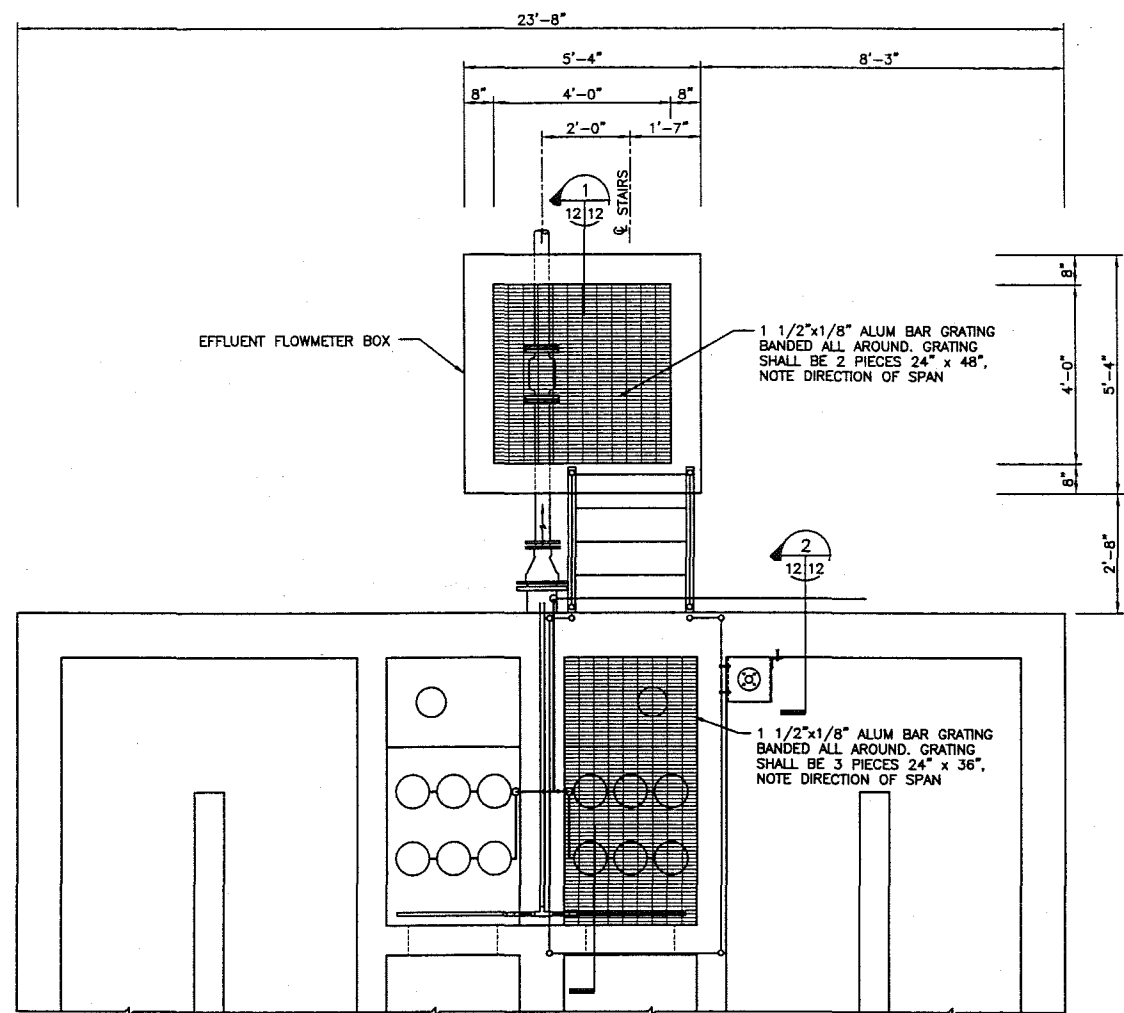 23'-8"
5'-4"
8'-3"
8"
4'-0"
8"
2'-0"
1'-7"
1
12 12
℄ STAIRS
8"
EFFLUENT FLOWMETER BOX
1 1/2"x1/8" ALUM BAR GRATING
BANDED ALL AROUND. GRATING
SHALL BE 2 PIECES 24" x 48",
NOTE DIRECTION OF SPAN
4'-0"
5'-4"
8"
2
12 12
2'-8"
1 1/2"x1/8" ALUM BAR GRATING
BANDED ALL AROUND. GRATING
SHALL BE 3 PIECES 24" x 36",
NOTE DIRECTION OF SPAN